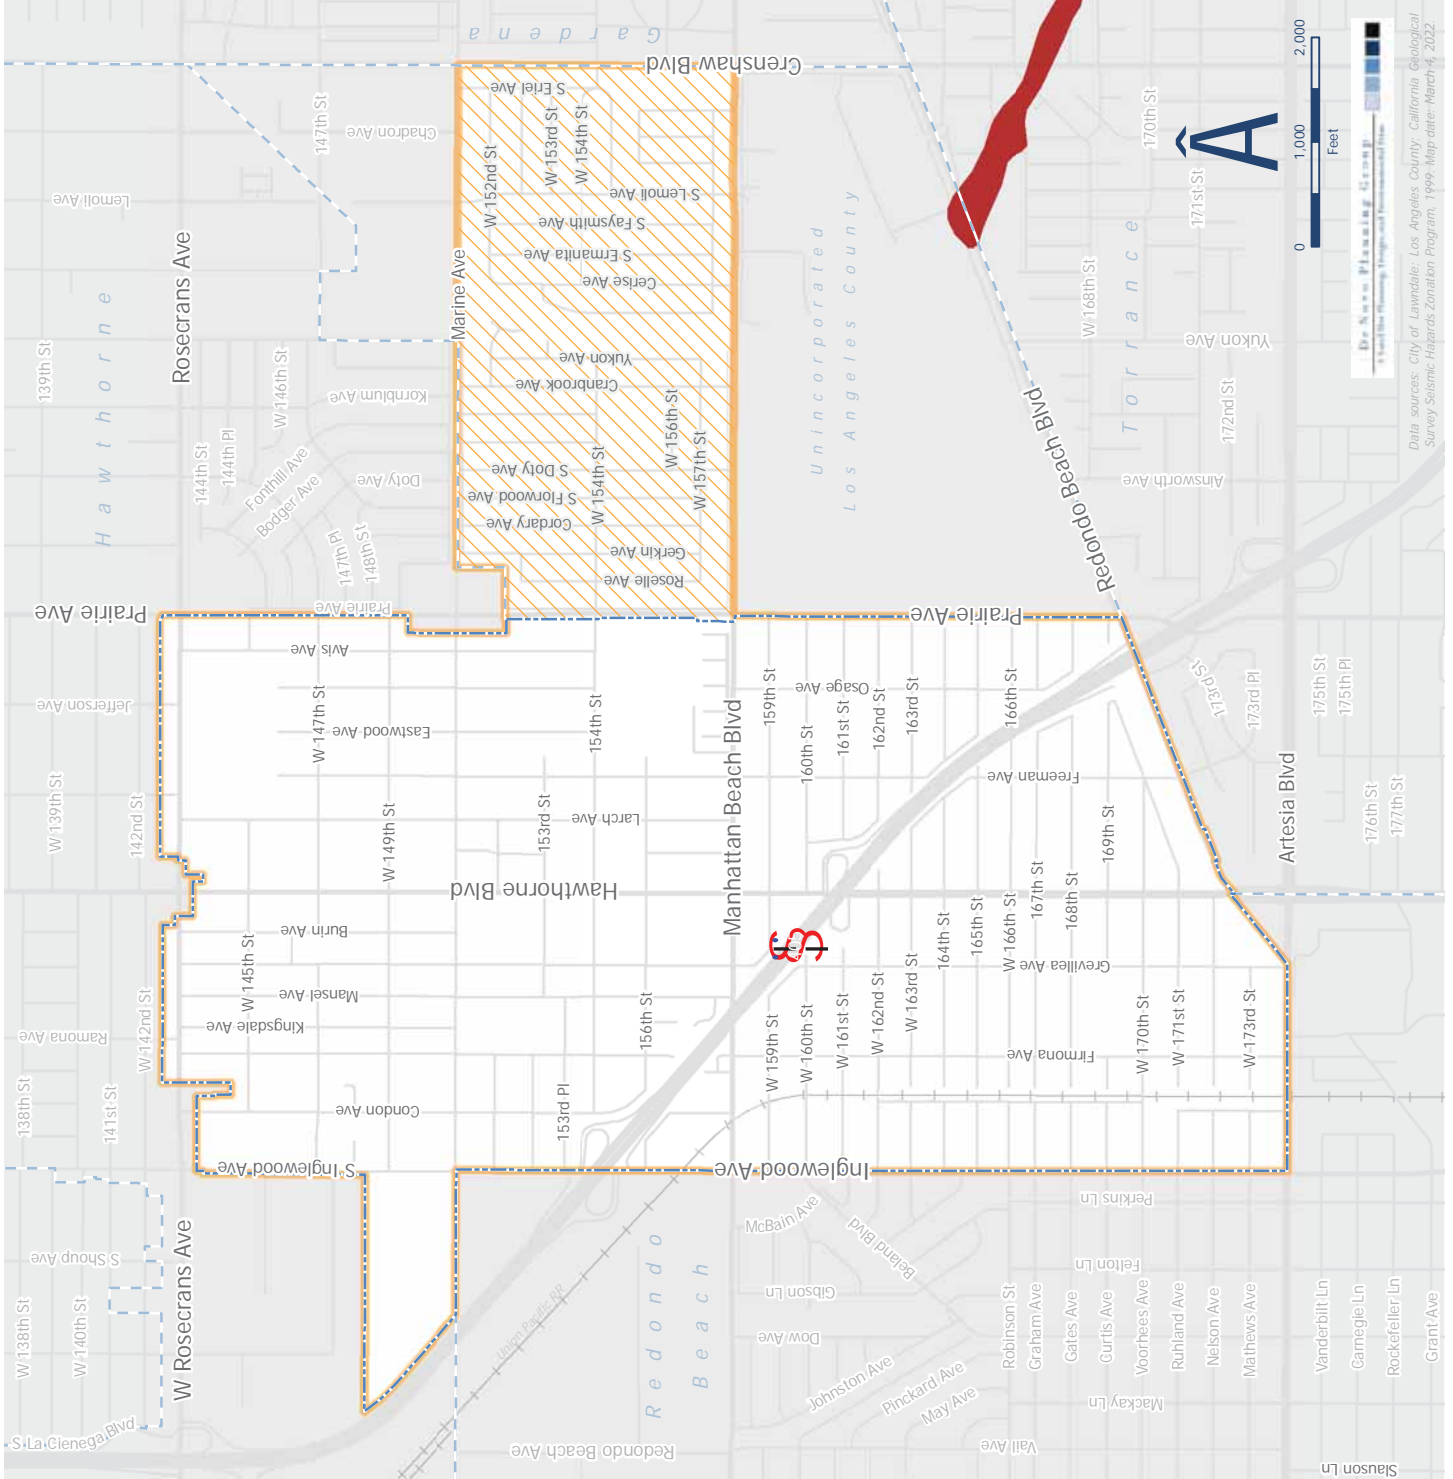 Gardena
Crenshaw Blvd
S Eriel Ave
147th St
Chadron Ave
W 153rd St
W 154th St
W 152nd St
Lemoli Ave
S Lemoli Ave
S Faysmith Ave
S Ermanita Ave
Cerise Ave
Marine Ave
Rosecrans Ave
Hawthorne
139th St
W 146th St
Kornblum Ave
Yukon Ave
Cranbrook Ave
W 156th St
W 157th St
144th St
144th Pl
Fonthill Ave
Bodger Ave
Doty Ave
S Doty Ave
S Florwood Ave
W 154th St
Cordary Ave
Gerkin Ave
Roselle Ave
147th Pl
148th St
Prairie Ave
Prairie Ave
Prairie Ave
Unincorporated
Los Angeles County
Redondo Beach Blvd
Torrance
170th St
171st St
W 168th St
Yukon Ave
172nd St
Ainsworth Ave
0
1,000
2,000
Feet
De Novo Planning Group
Data sources: City of Lawndale; Los Angeles County; California Geological
Survey Seismic Hazards Zonation Program, 1999. Map date: March 4, 2022.
Avis Ave
Jefferson Ave
W 147th St
Eastwood Ave
154th St
W 139th St
142nd St
W 149th St
153rd St
Larch Ave
Hawthorne Blvd
Manhattan Beach Blvd
159th St
Osage Ave
160th St
161st St
162nd St
163rd St
166th St
Freeman Ave
169th St
167th St
168th St
W 166th St
165th St
164th St
Grevillea Ave
173rd St
173rd Pl
175th St
175th Pl
Artesia Blvd
176th St
177th St
Burin Ave
W 145th St
Mansel Ave
Kingsdale Ave
W 142nd St
Ramona Ave
138th St
141st St
156th St
153rd Pl
Condon Ave
S Inglewood Ave
Inglewood Ave
W 159th St
W 160th St
W 161st St
W 162nd St
W 163rd St
Firmona Ave
W 170th St
W 171st St
W 173rd St
W Rosecrans Ave
S Shoup Ave
W 138th St
W 140th St
S La Cienega Blvd
Union Pacific RR
Redondo
Beach
Redondo Beach Ave
McBain Ave
Beland Blvd
Gibson Ln
Dow Ave
Johnston Ave
Pinckard Ave
May Ave
Vail Ave
Perkins Ln
Felton Ln
Robinson St
Graham Ave
Gates Ave
Curtis Ave
Voorhees Ave
Ruhland Ave
Nelson Ave
Mathews Ave
Mackay Ln
Vanderbilt Ln
Carnegie Ln
Rockefeller Ln
Grant Ave
Slauson Ln